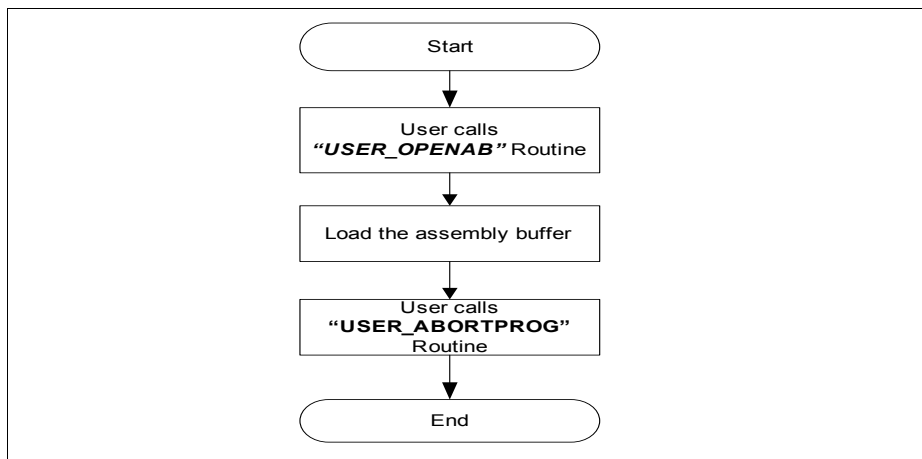 Start
User calls
“USER_OPENAB” Routine
Load the assembly buffer
User calls
“USER_ABORTPROG”
Routine
End